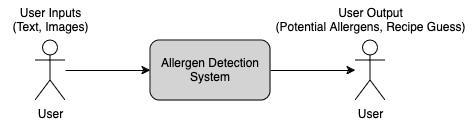 User Inputs
(Text, Images)
User
Allergen Detection
System
User Output
(Potential Allergens, Recipe Guess)
User